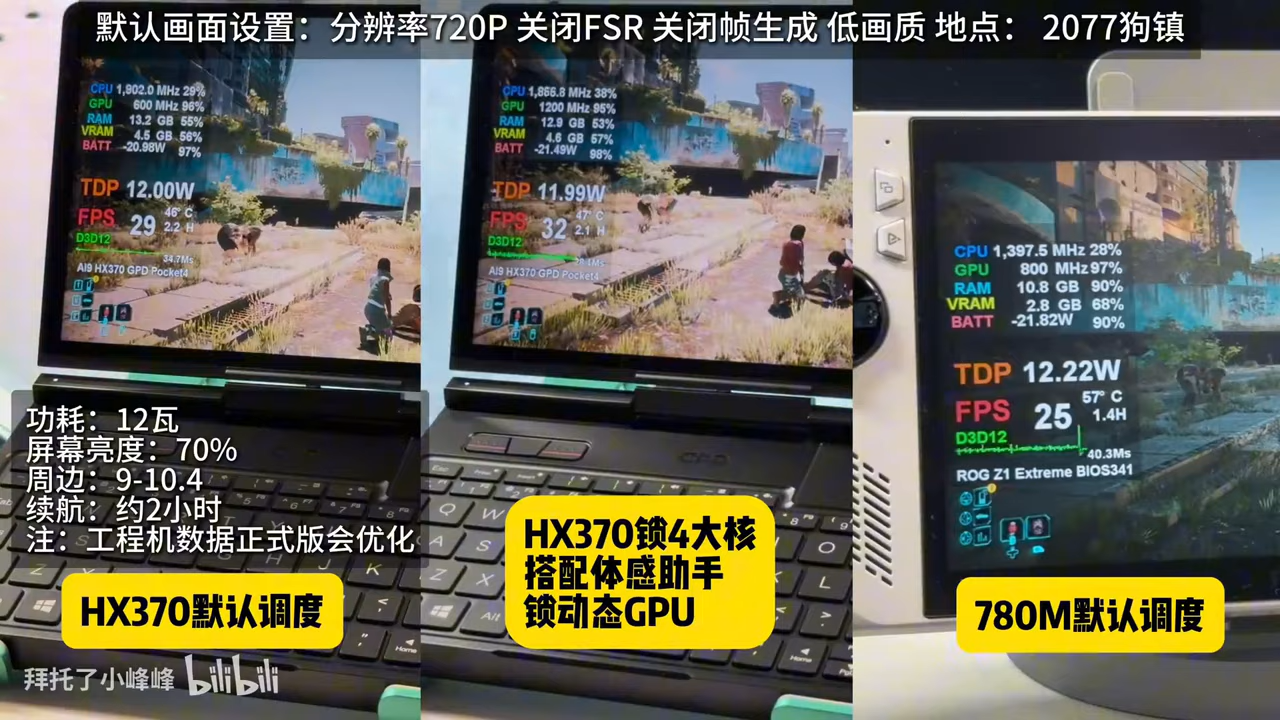 默认画面设置：分辨率720P 关闭FSR 关闭帧生成 低画质 地点： 2077狗镇
CPU 1,902.0 MHz 29%
GPU 600 MHz 96%
RAM 13.2 GB 55%
VRAM 4.5 GB 56%
BATT -20.98W 97%
TDP 12.00W
FPS 29 46° C 2.2 H
D3D12
34.7Ms
AI9 HX370 GPD Pocket4
CPU 1,866.8 MHz 38%
GPU 1200 MHz 95%
RAM 12.9 GB 53%
VRAM 4.6 GB 57%
BATT -21.49W 98%
TDP 11.99W
FPS 32 47° C 2.1 H
D3D12
AI9 HX370 GPD Pocket4
CPU 1,397.5 MHz 28%
GPU 800 MHz 97%
RAM 10.8 GB 90%
VRAM 2.8 GB 68%
BATT -21.82W 90%
TDP 12.22W
FPS 25 57° C 1.4H
D3D12
40.3Ms
ROG Z1 Extreme BIOS341
功耗：12瓦
屏幕亮度：70%
周边：9-10.4
续航：约2小时
注：工程机数据正式版会优化
HX370默认调度
HX370锁4大核
搭配体感助手
锁动态GPU
780M默认调度
拜托了小峰峰 bilibili